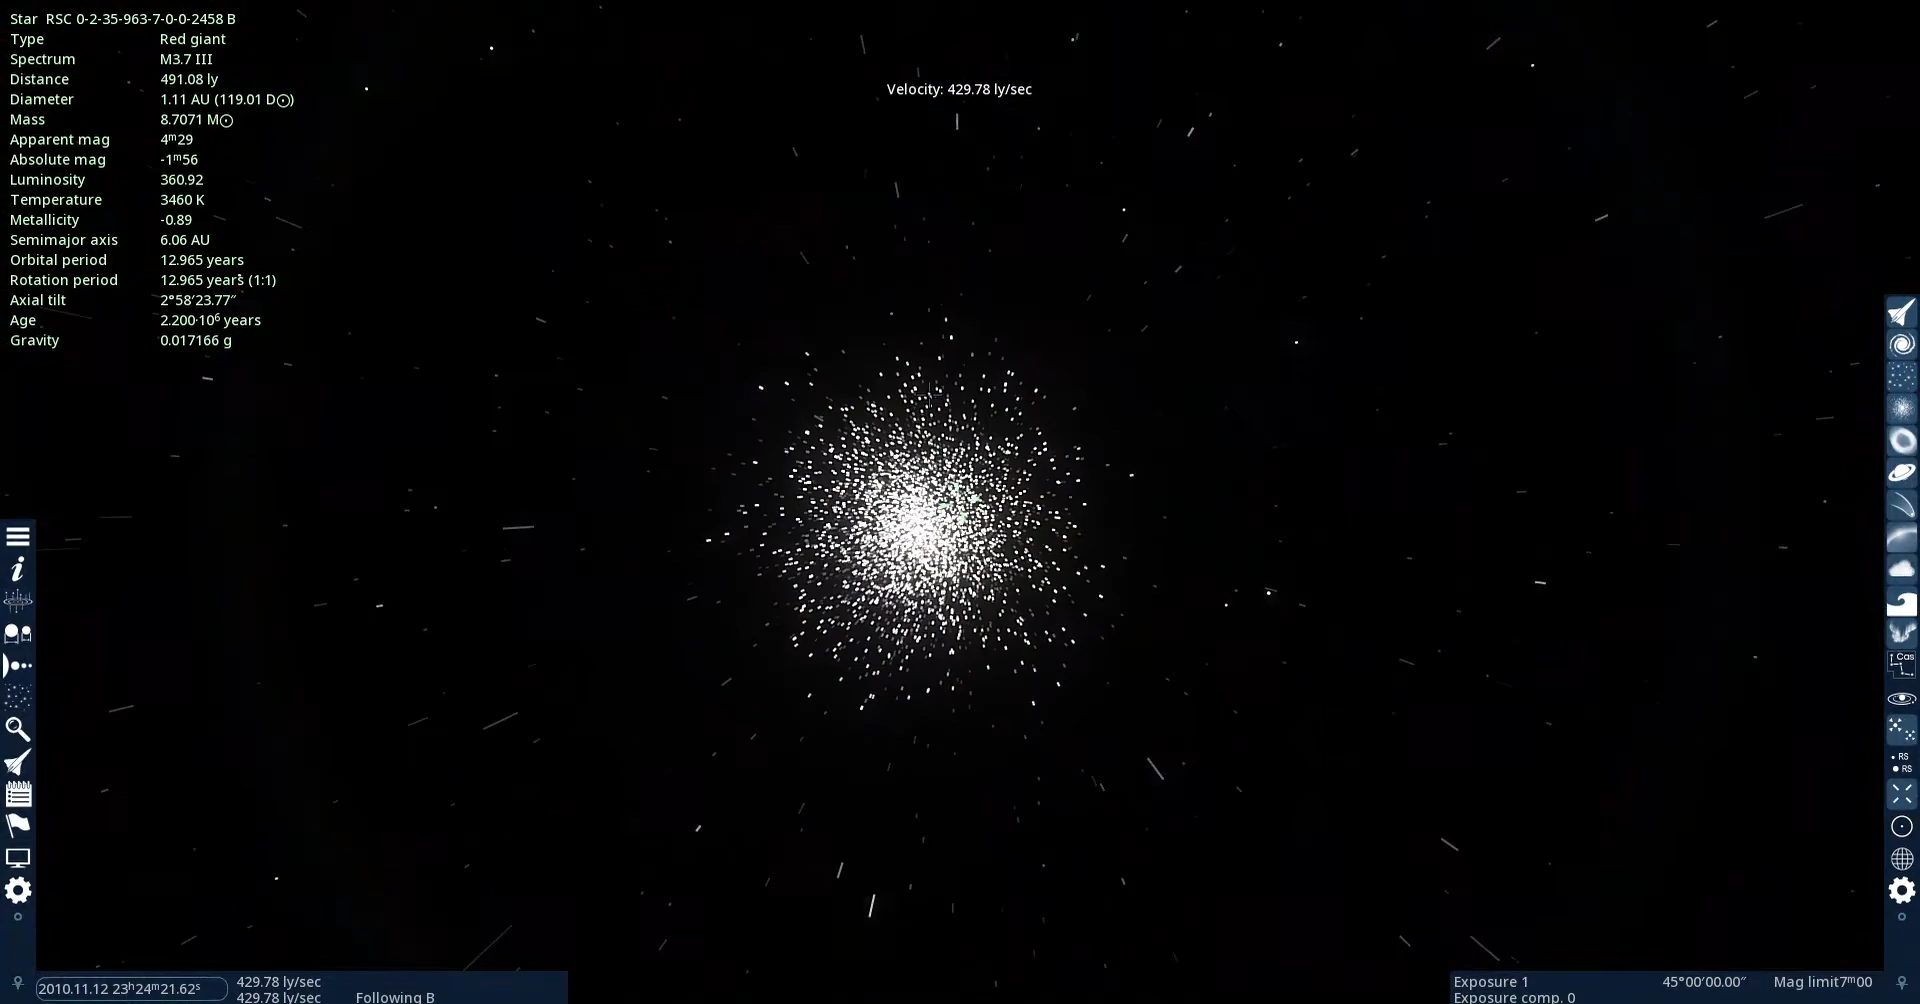 Star RSC 0-2-35-963-7-0-0-2458 B
Type Red giant
Spectrum M3.7 III
Distance 491.08 ly
Diameter 1.11 AU (119.01 D☉)
Mass 8.7071 M☉
Apparent mag 4ᵐ29
Absolute mag -1ᵐ56
Luminosity 360.92
Temperature 3460 K
Metallicity -0.89
Semimajor axis 6.06 AU
Orbital period 12.965 years
Rotation period 12.965 years (1:1)
Axial tilt 2°58′23.77″
Age 2.200·10⁶ years
Gravity 0.017166 g
Velocity: 429.78 ly/sec
Cas
RS
RS
2010.11.12 23ʰ24ᵐ21.62ˢ
429.78 ly/sec
429.78 ly/sec Following B
Exposure 1 45°00′00.00″ Mag limit7ᵐ00
Exposure comp. 0